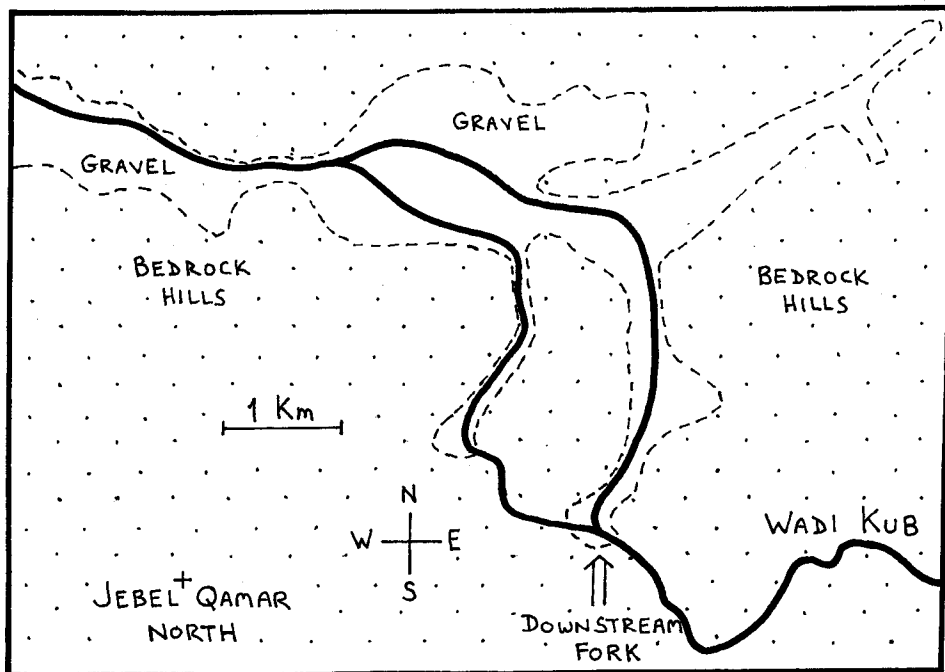 GRAVEL
GRAVEL
BEDROCK
HILLS
BEDROCK
HILLS
1 Km
N
W E
S
WADI KUB
JEBEL QAMAR
NORTH
DOWNSTREAM
FORK